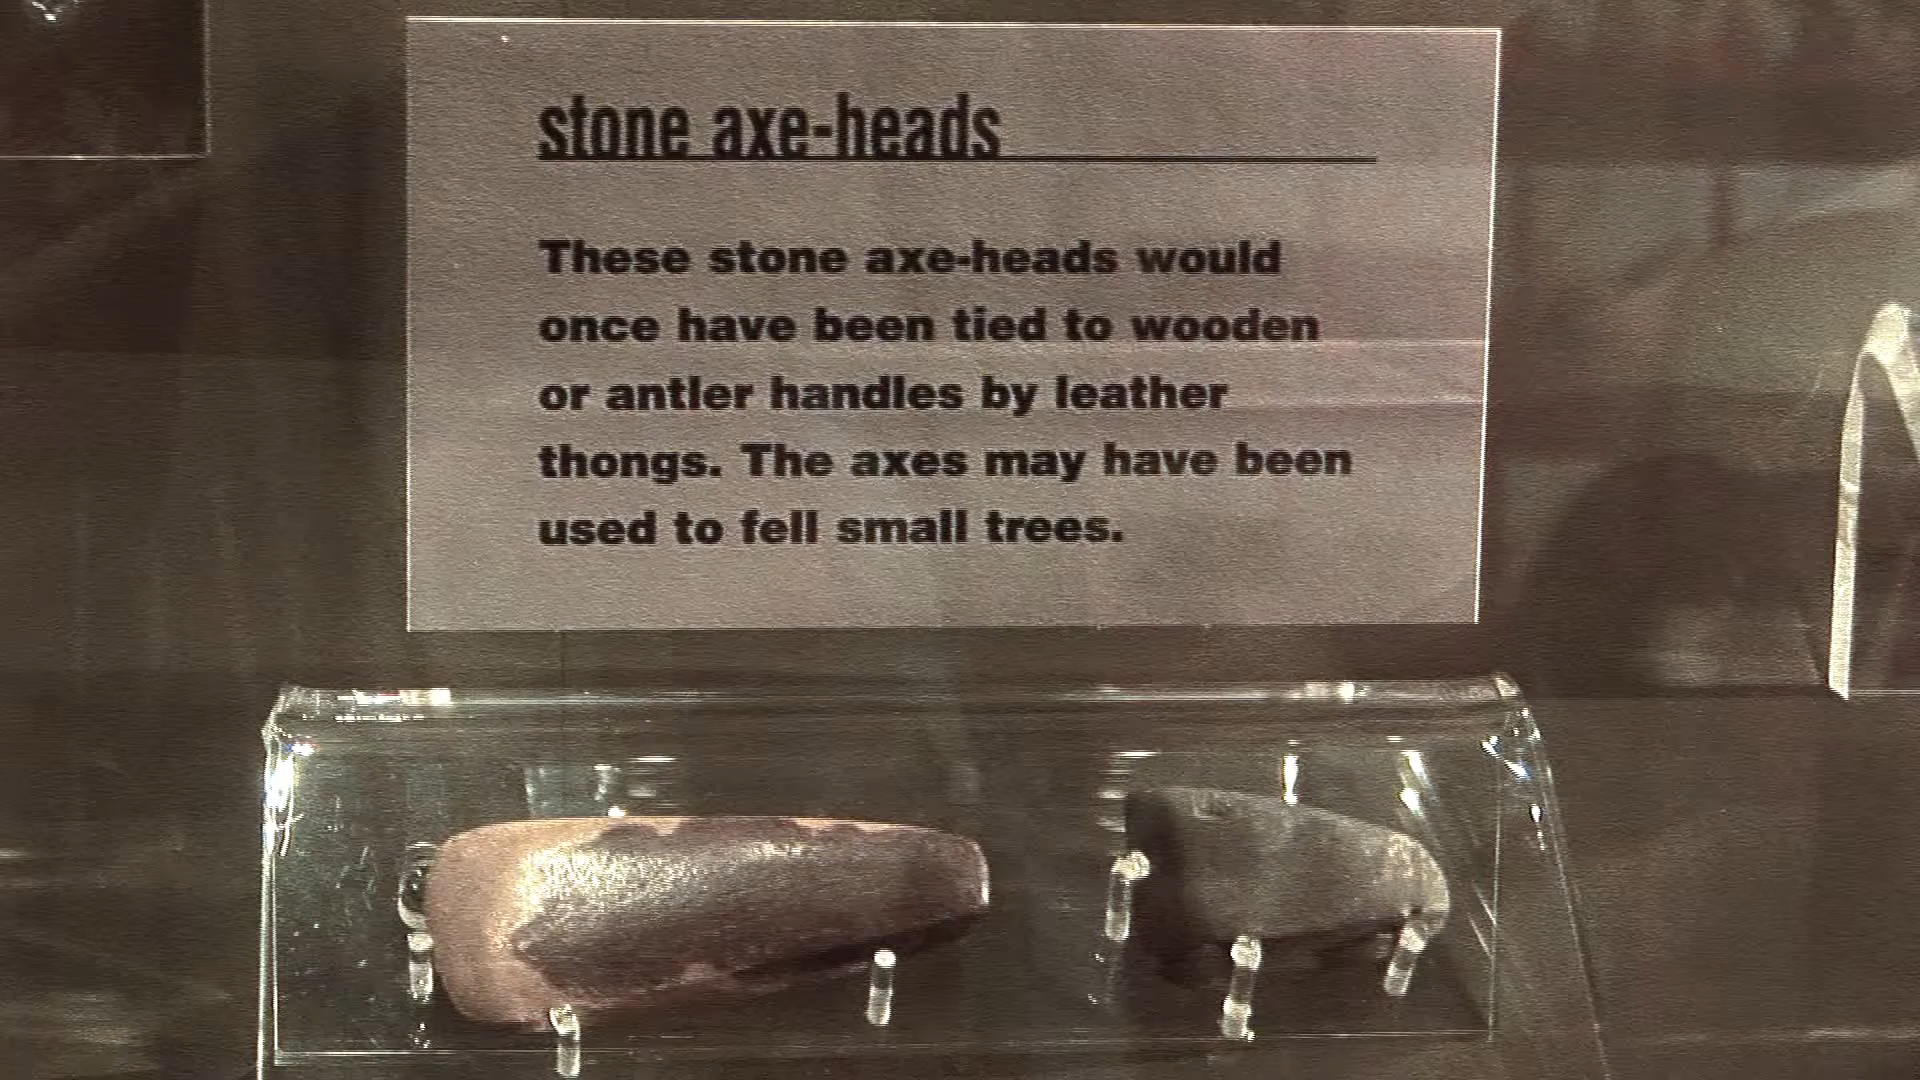 stone axe-heads
These stone axe-heads would
once have been tied to wooden
or antler handles by leather
thongs. The axes may have been
used to fell small trees.